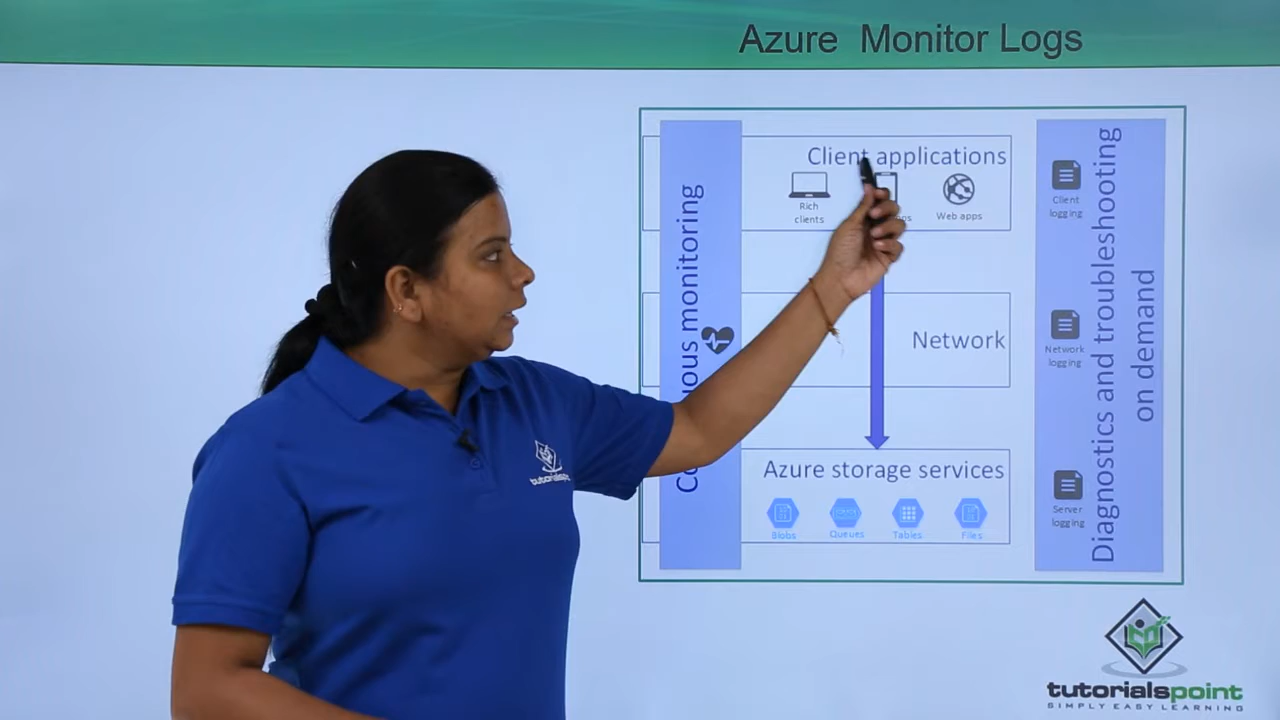 Azure Monitor Logs
Client applications
Rich
clients
Web apps
Network
Azure storage services
Blobs
Queues
Tables
Files
Client
logging
Network
logging
Server
logging
Diagnostics and troubleshooting
on demand
monitoring
tutorialspoint
SIMPLY EASY LEARNING